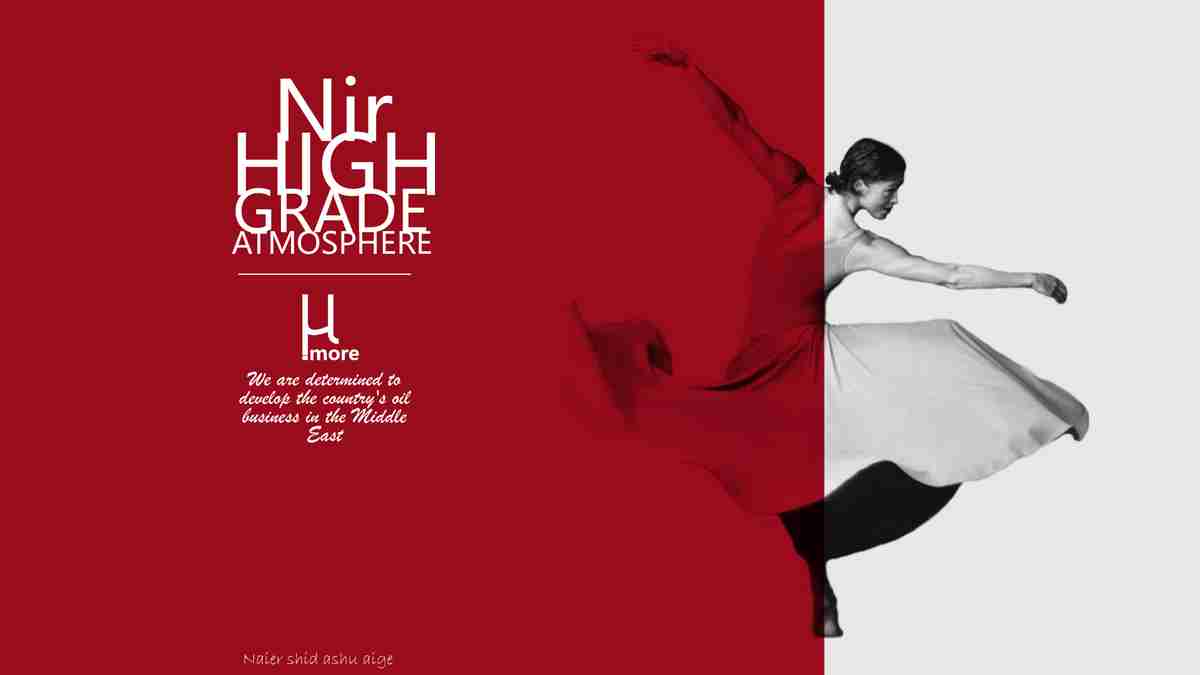 Nir
HIGH
GRADE
ATMOSPHERE
μ
more
We are determined to
develop the country's oil
business in the Middle
East
Naier shid ashu aige